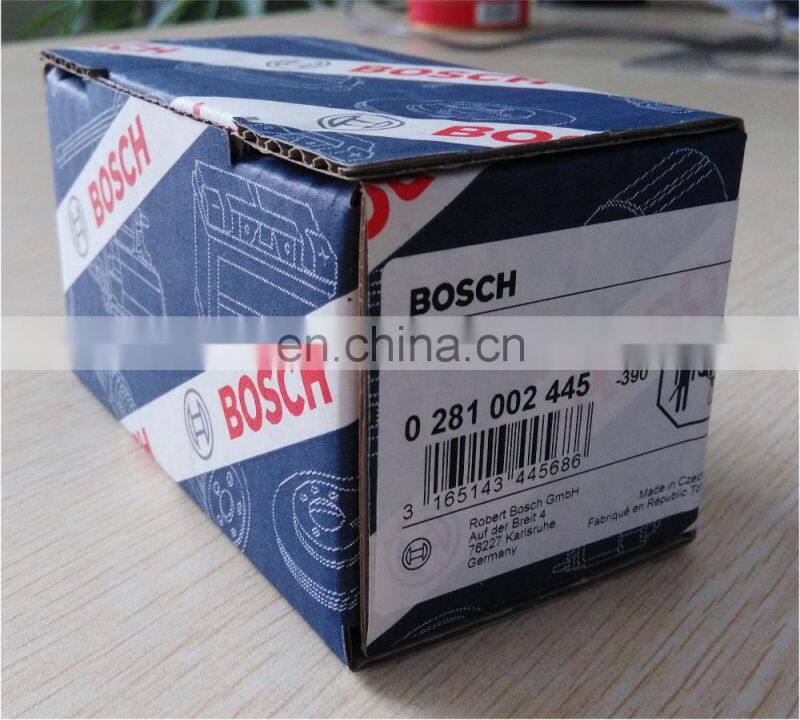 BOSCH
BOSCH
BOSCH
BOSCH
BOSCH
en.china.cn
-390
0 281 002 445
3 165143 445686
Robert Bosch GmbH
Auf der Breit 4
76227 Karlsruhe
Germany
Made in Czech
Fabriqué en Republic